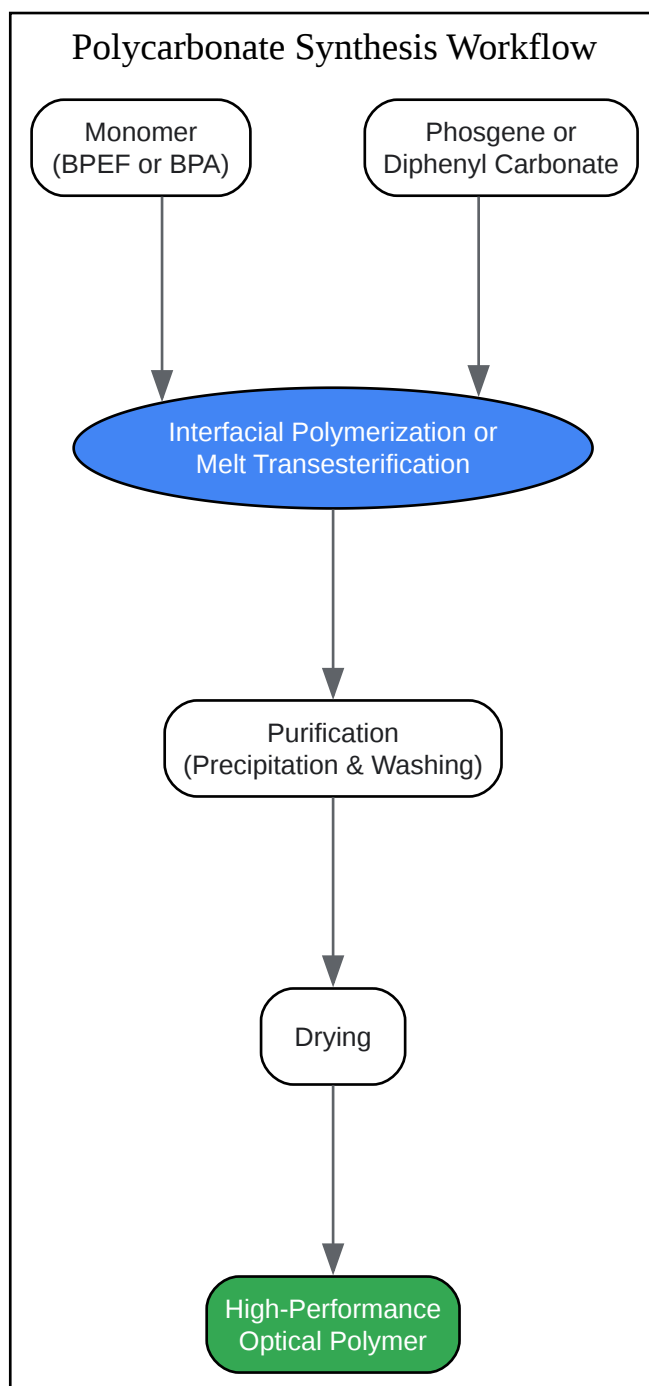 Polycarbonate Synthesis Workflow
Monomer
(BPEF or BPA)
Phosgene or
Diphenyl Carbonate
Interfacial Polymerization or
Melt Transesterification
Purification
(Precipitation & Washing)
Drying
High-Performance
Optical Polymer